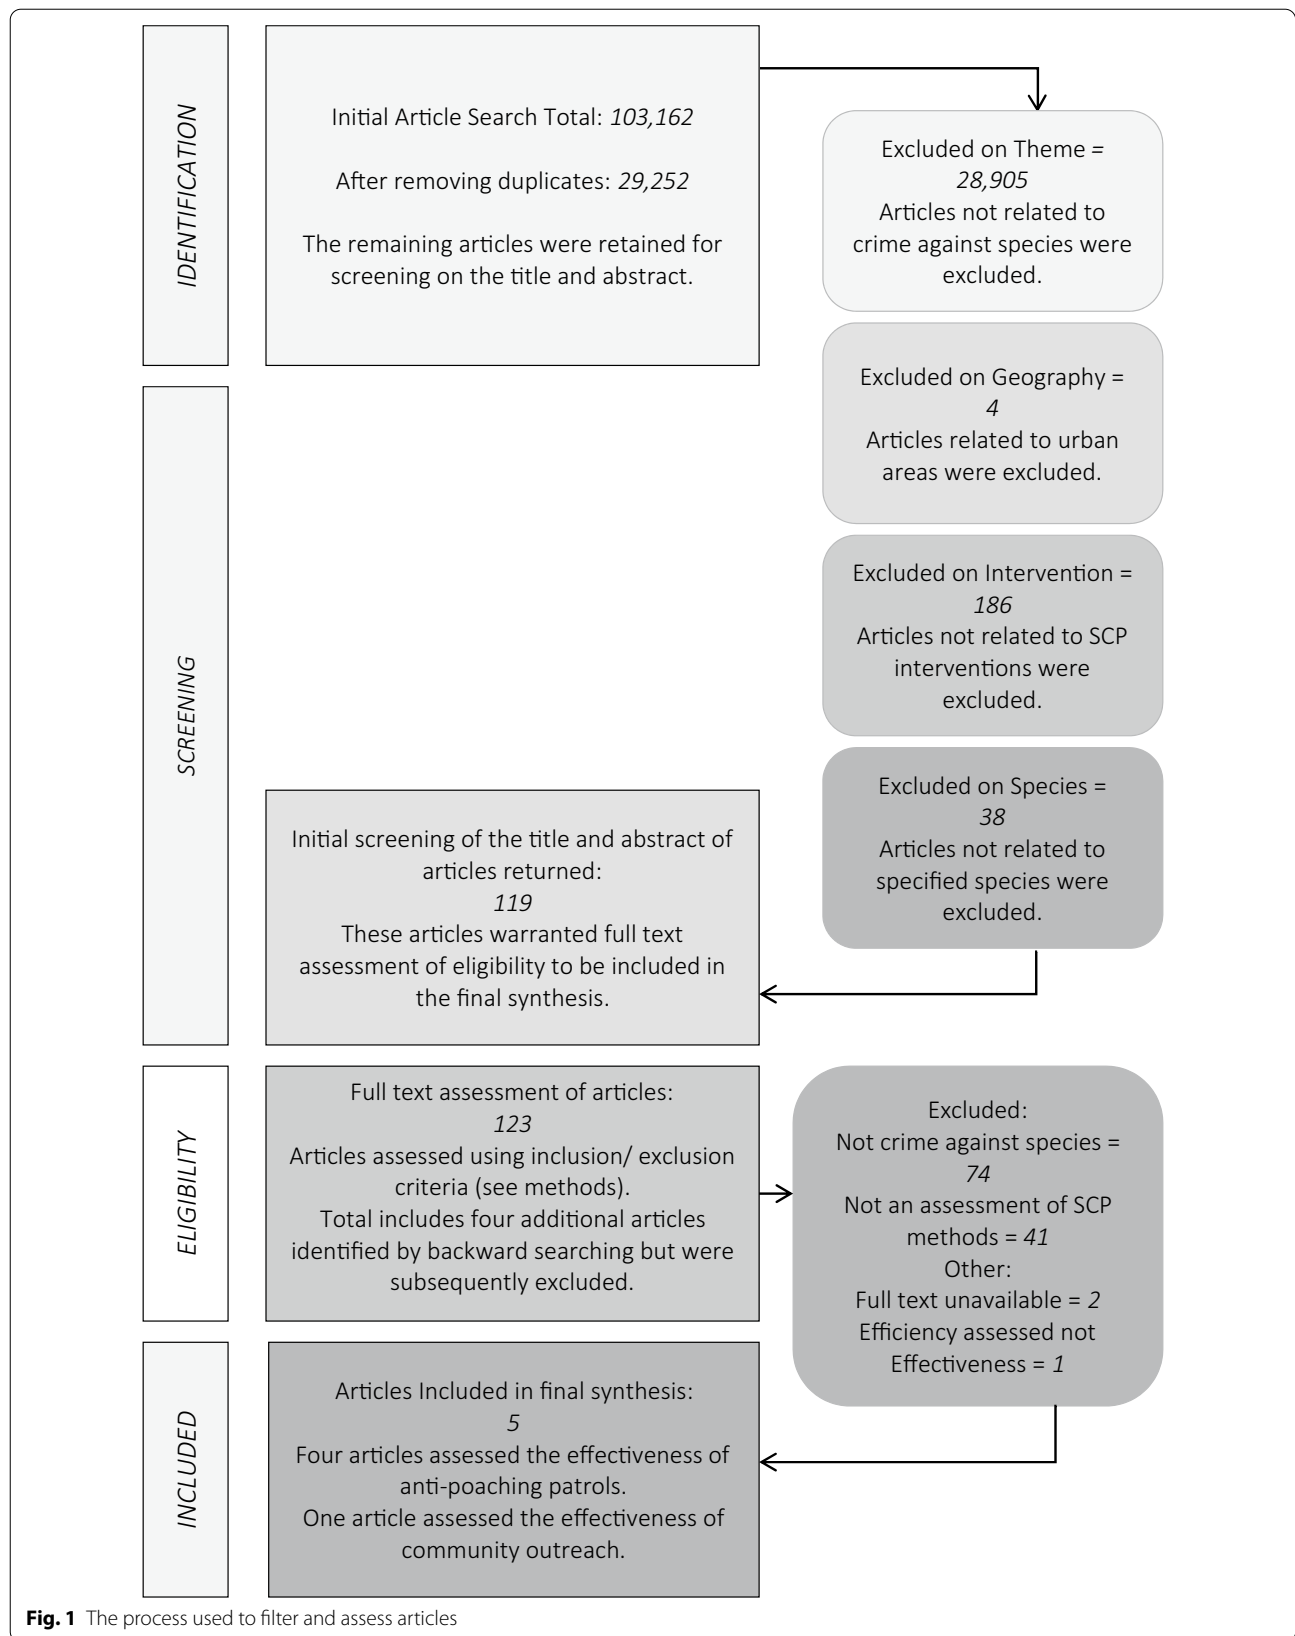 IDENTIFICATION
Initial Article Search Total: 103,162
After removing duplicates: 29,252
The remaining articles were retained for
screening on the title and abstract.
Excluded on Theme =
28,905
Articles not related to
crime against species were
excluded.
SCREENING
Excluded on Geography =
4
Articles related to urban
areas were excluded.
Excluded on Intervention =
186
Articles not related to SCP
interventions were
excluded.
Excluded on Species =
38
Articles not related to
specified species were
excluded.
Initial screening of the title and abstract of
articles returned:
119
These articles warranted full text
assessment of eligibility to be included in
the final synthesis.
ELIGIBILITY
Full text assessment of articles:
123
Articles assessed using inclusion/ exclusion
criteria (see methods).
Total includes four additional articles
identified by backward searching but were
subsequently excluded.
Excluded:
Not crime against species =
74
Not an assessment of SCP
methods = 41
Other:
Full text unavailable = 2
Efficiency assessed not
Effectiveness = 1
INCLUDED
Articles Included in final synthesis:
5
Four articles assessed the effectiveness of
anti-poaching patrols.
One article assessed the effectiveness of
community outreach.
Fig. 1 The process used to filter and assess articles